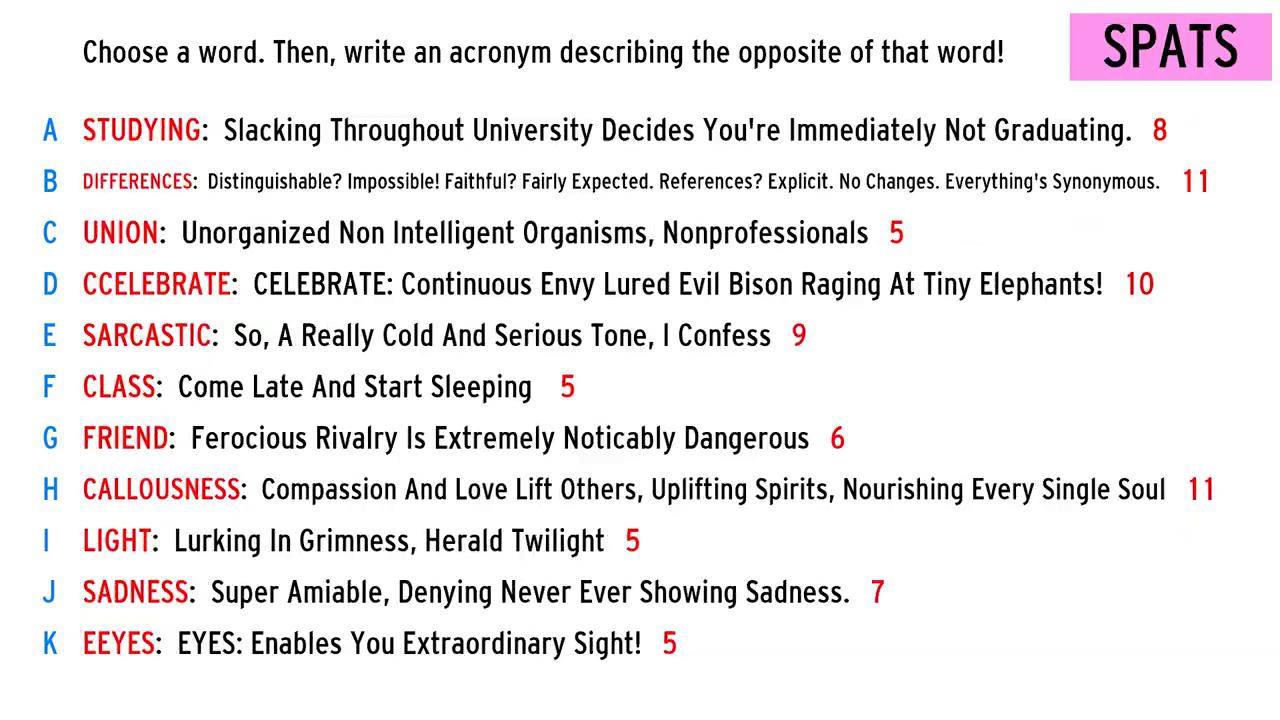 Choose a word. Then, write an acronym describing the opposite of that word!
SPATS
A STUDYING: Slacking Throughout University Decides You're Immediately Not Graduating. 8
B DIFFERENCES: Distinguishable? Impossible! Faithful? Fairly Expected. References? Explicit. No Changes. Everything's Synonymous. 11
C UNION: Unorganized Non Intelligent Organisms, Nonprofessionals 5
D CCELEBRATE: CELEBRATE: Continuous Envy Lured Evil Bison Raging At Tiny Elephants! 10
E SARCASTIC: So, A Really Cold And Serious Tone, I Confess 9
F CLASS: Come Late And Start Sleeping 5
G FRIEND: Ferocious Rivalry Is Extremely Noticably Dangerous 6
H CALLOUSNESS: Compassion And Love Lift Others, Uplifting Spirits, Nourishing Every Single Soul 11
I LIGHT: Lurking In Grimness, Herald Twilight 5
J SADNESS: Super Amiable, Denying Never Ever Showing Sadness. 7
K EEYES: EYES: Enables You Extraordinary Sight! 5